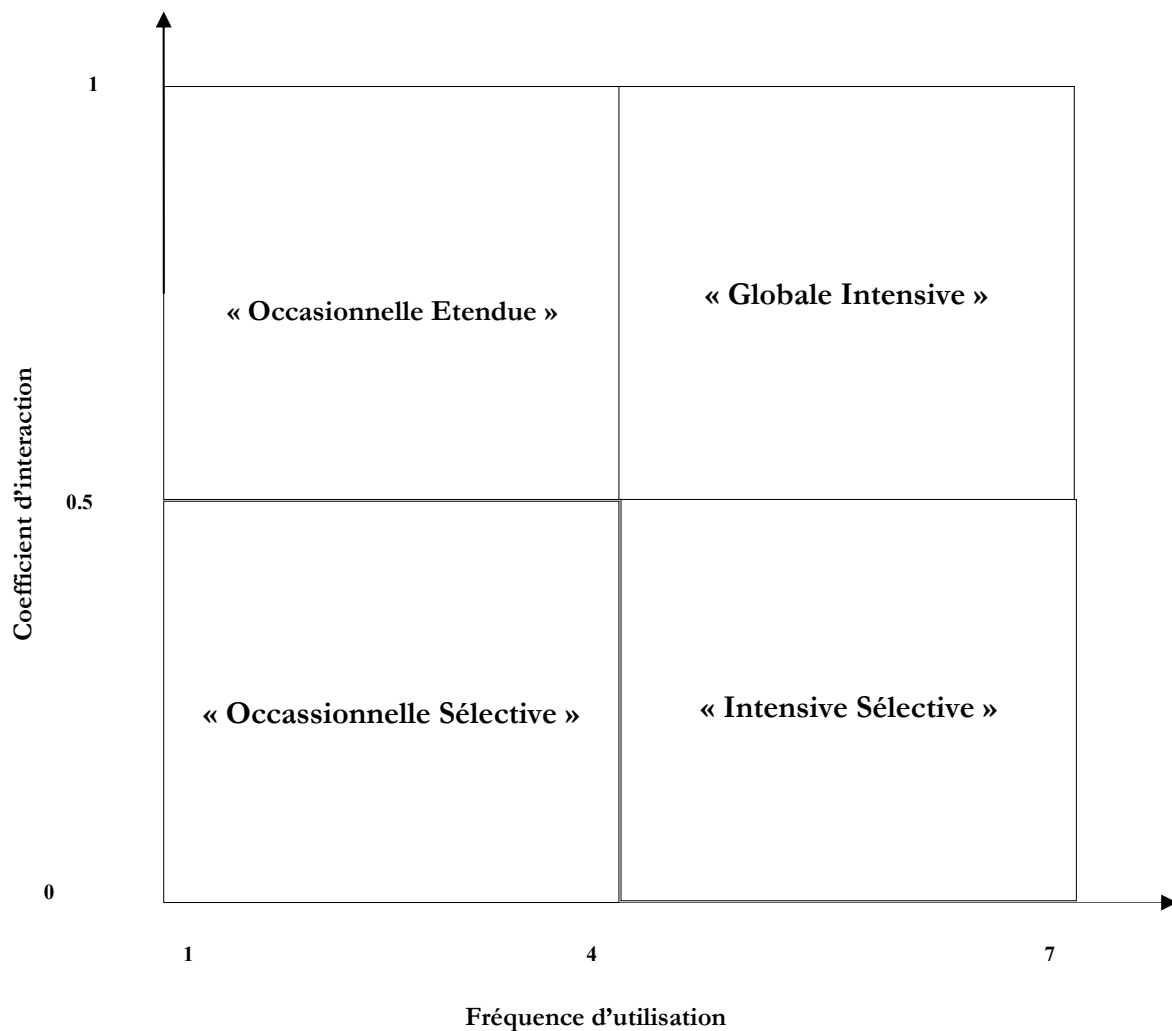 1
« Globale Intensive »
« Occasionnelle Etendue »
Coefficient d’interaction
0.5
« Occassionnelle Sélective »
« Intensive Sélective »
0
1
4
7
Fréquence d’utilisation